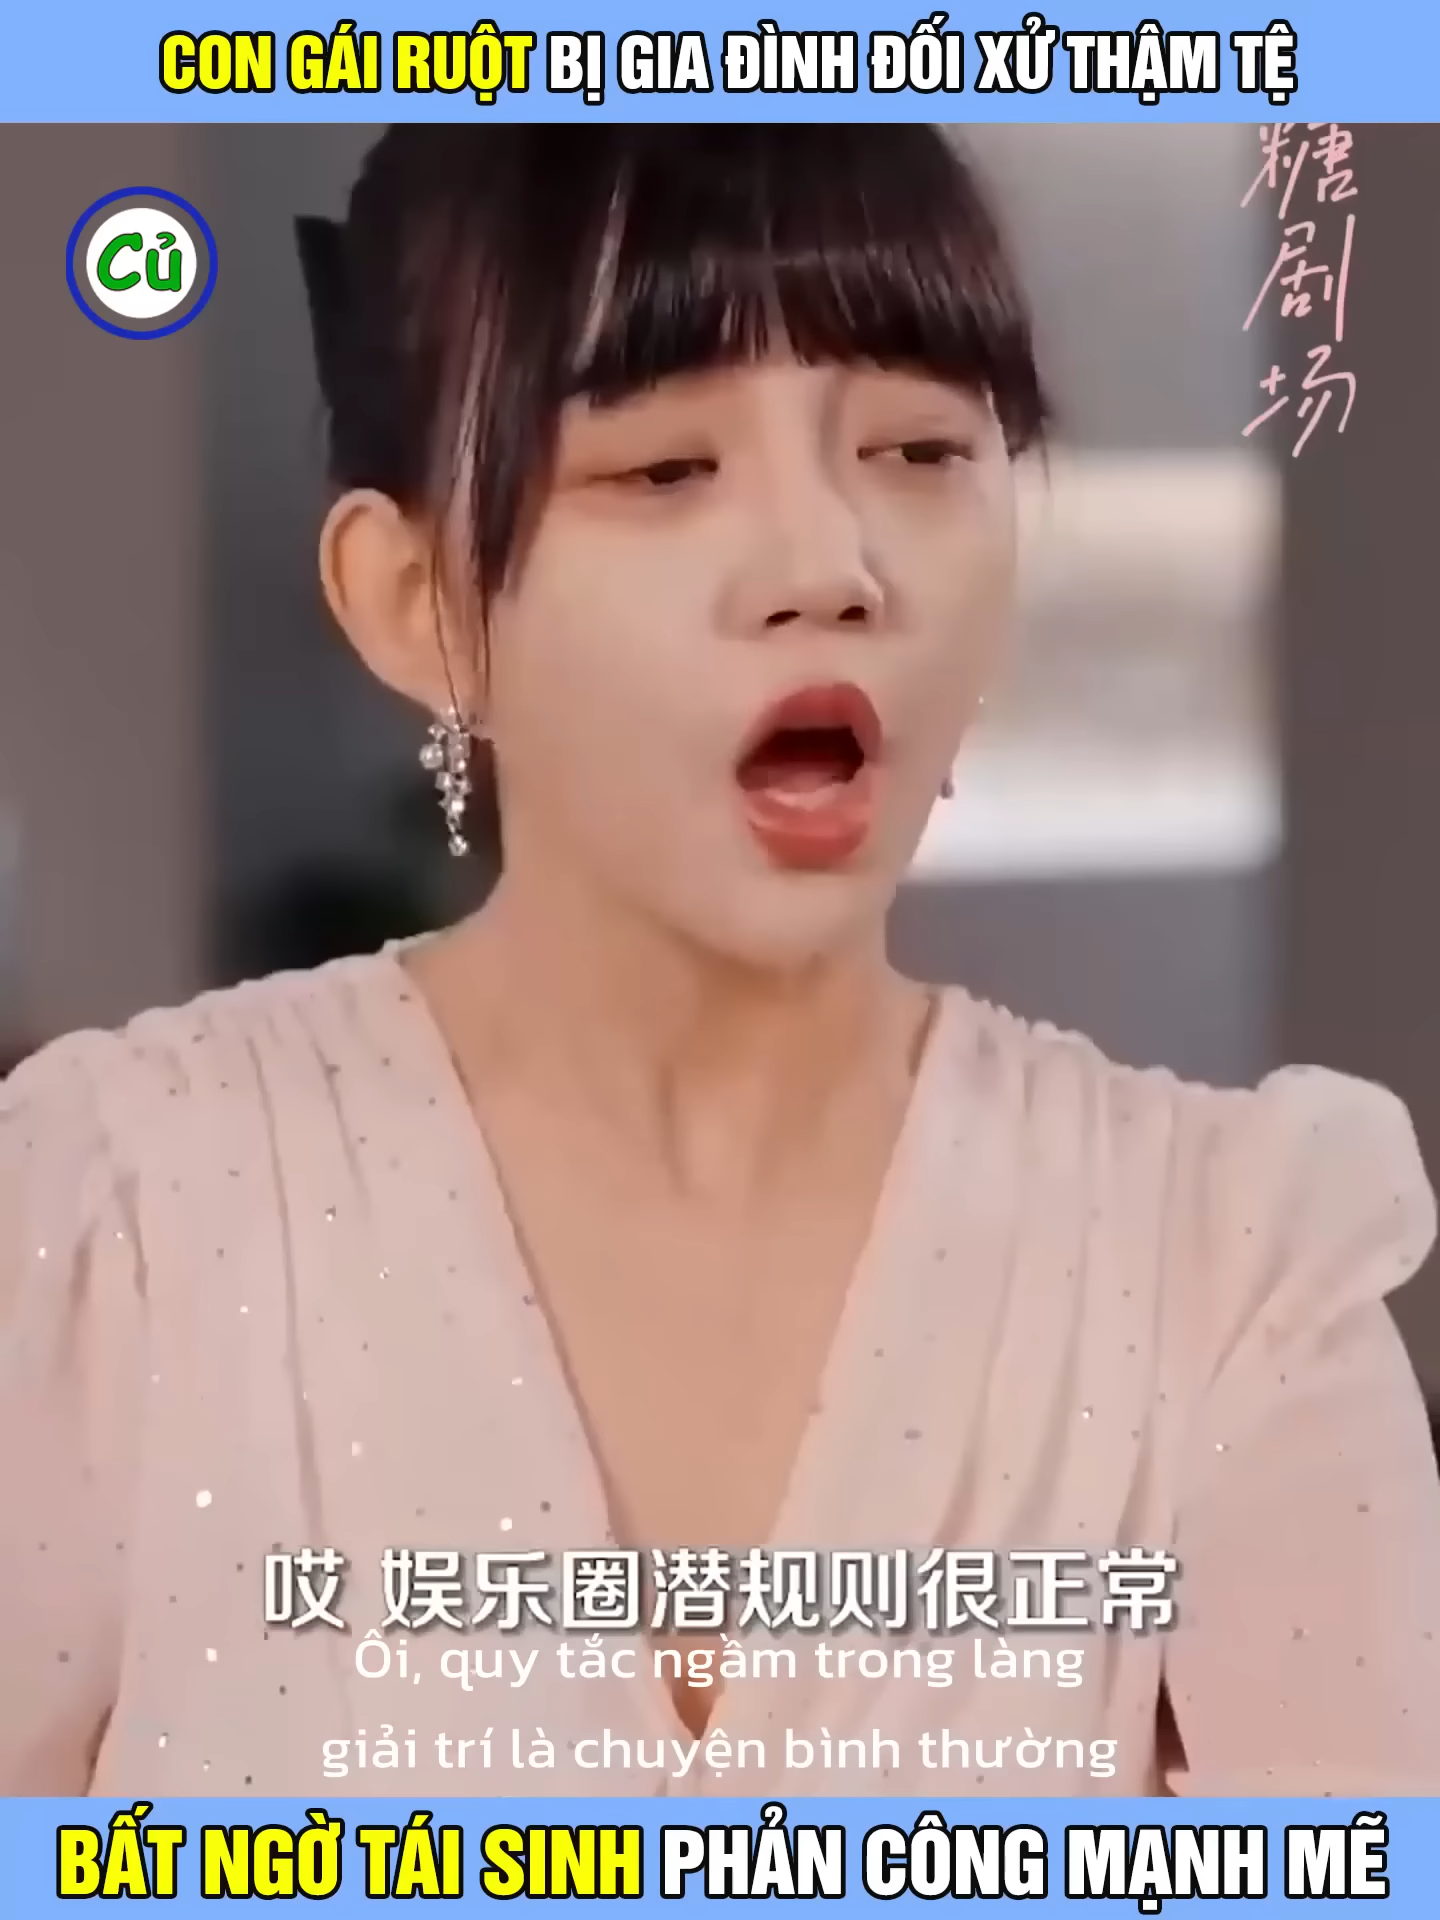 CON GÁI RUỘT BỊ GIA ĐÌNH ĐỐI XỬ THẬM TỆ
Củ
糖剧场
哎 娱乐圈潜规则很正常
Ôi, quy tắc ngầm trong làng
giải trí là chuyện bình thường
BẤT NGỜ TÁI SINH PHẢN CÔNG MẠNH MẼ